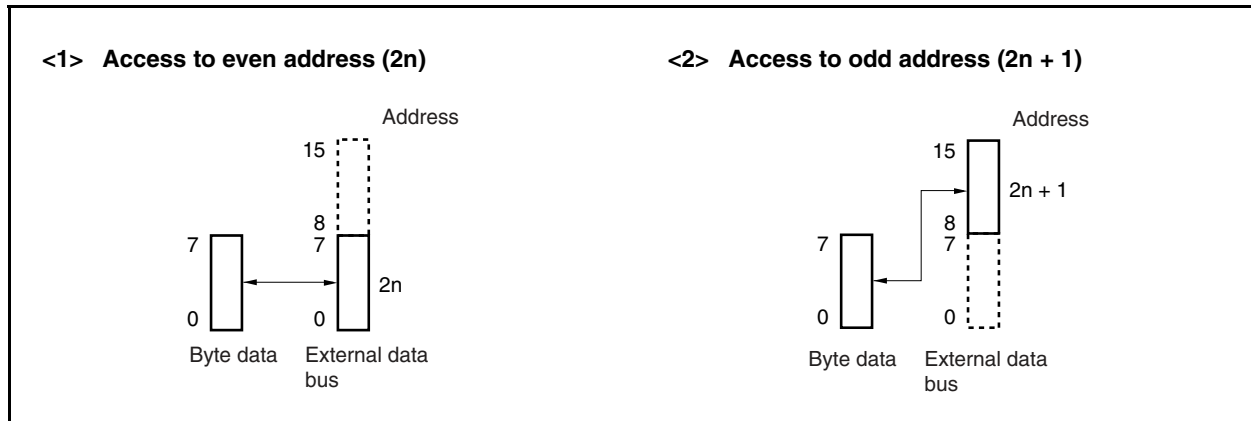 <1> Access to even address (2n)
Address
15
8
7
7
2n
0
0
Byte data
External data
bus
<2> Access to odd address (2n + 1)
Address
15
2n + 1
8
7
7
0
0
Byte data
External data
bus